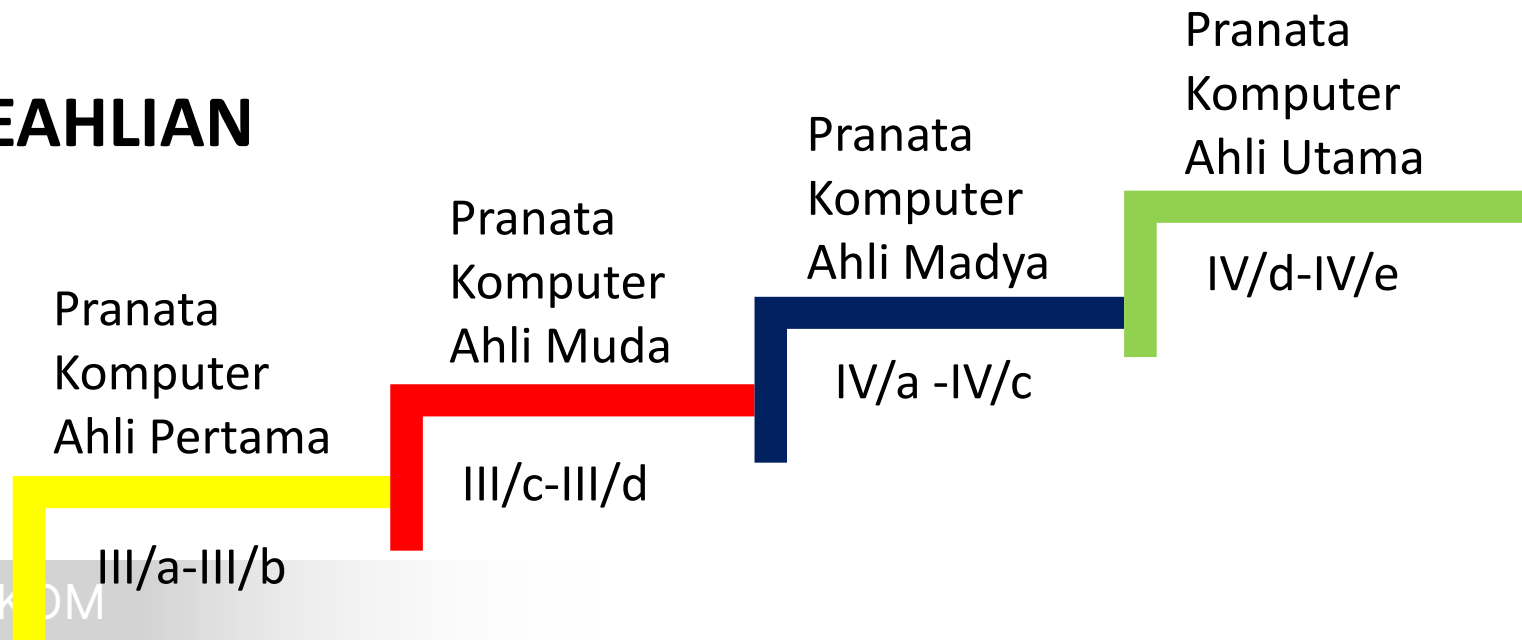 EAHLIAN
Pranata
Komputer
Ahli Pertama
III/a-III/b
Pranata
Komputer
Ahli Muda
III/c-III/d
Pranata
Komputer
Ahli Madya
IV/a -IV/c
Pranata
Komputer
Ahli Utama
IV/d-IV/e
KOM